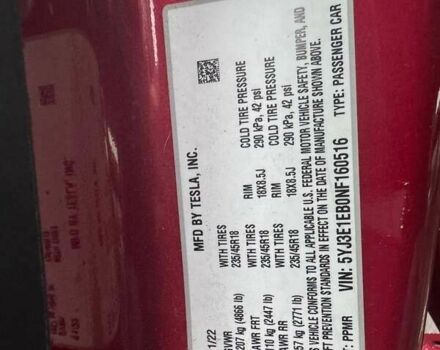 MFD BY TESLA, INC.
1/22
GVWR WITH TIRES RIM COLD TIRE PRESSURE
207 kg (4866 lb) 235/45R18 18X8.5J 290 kPa, 42 psi
AWR FRT WITH TIRES RIM COLD TIRE PRESSURE
110 kg (2447 lb) 235/45R18 18X8.5J 290 kPa, 42 psi
AWR RR
57 kg (2771 lb)
S VEHICLE CONFORMS TO ALL APPLICABLE U.S. FEDERAL MOTOR VEHICLE SAFETY, BUMPER, AND
FT PREVENTION STANDARDS IN EFFECT ON THE DATE OF MANUFACTURE SHOWN ABOVE.
VIN: 5YJ3E1EB0NF160516
T: PPMR TYPE: PASSENGER CAR